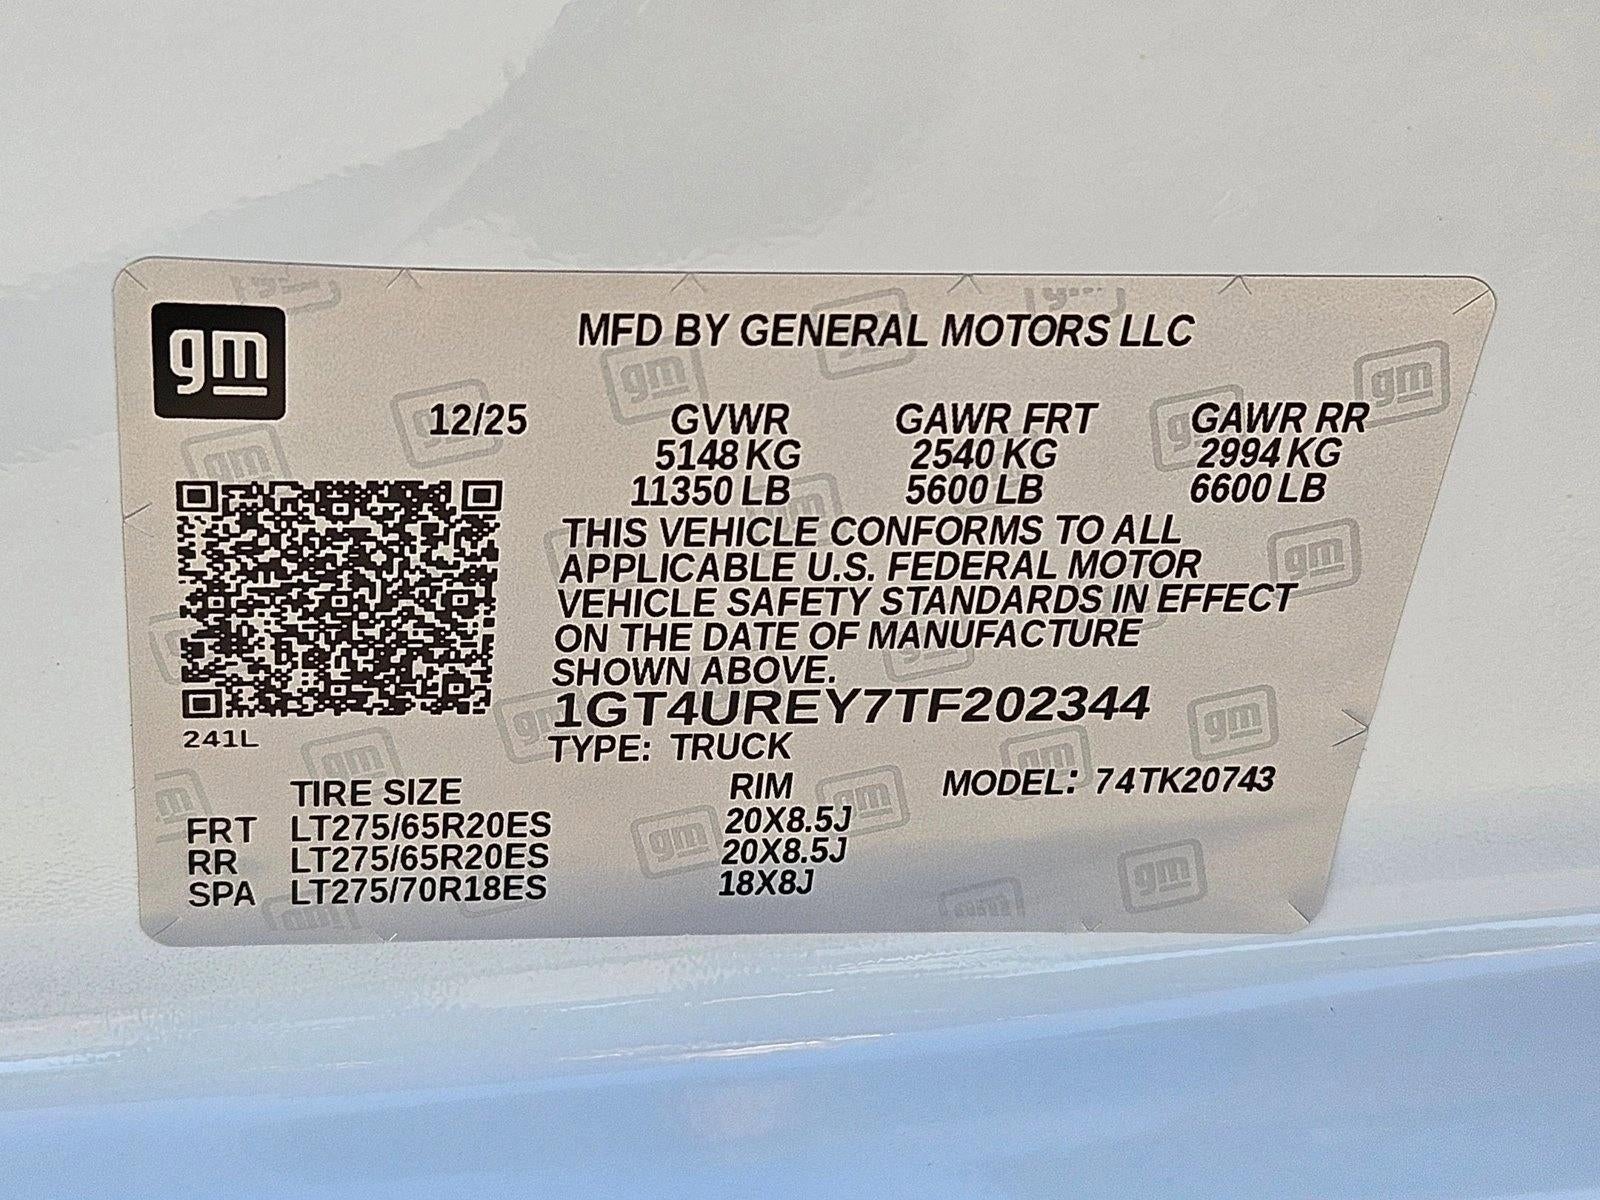 gm
MFD BY GENERAL MOTORS LLC
12/25 GVWR GAWR FRT GAWR RR
5148 KG 2540 KG 2994 KG
11350 LB 5600 LB 6600 LB
THIS VEHICLE CONFORMS TO ALL
APPLICABLE U.S. FEDERAL MOTOR
VEHICLE SAFETY STANDARDS IN EFFECT
ON THE DATE OF MANUFACTURE
SHOWN ABOVE.
1GT4UREY7TF202344
241L
TYPE: TRUCK
TIRE SIZE RIM MODEL: 74TK20743
FRT LT275/65R20ES 20X8.5J
RR LT275/65R20ES 20X8.5J
SPA LT275/70R18ES 18X8J